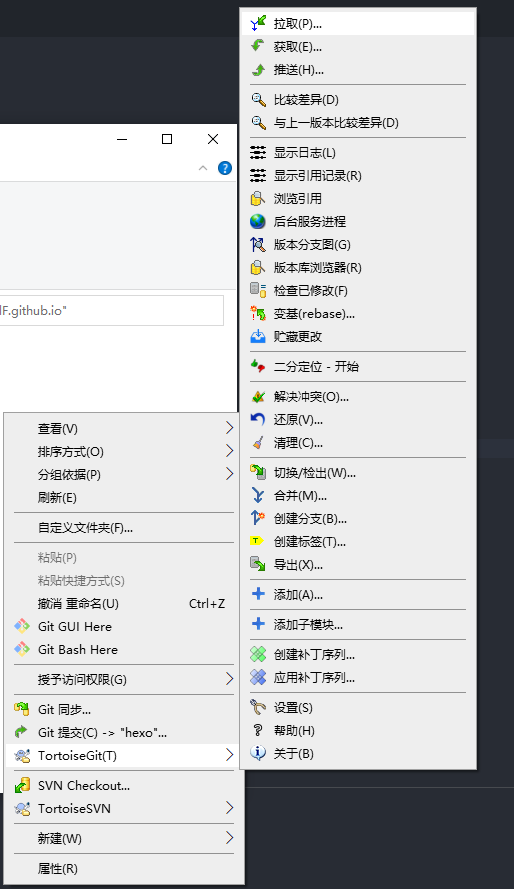 拉取(P)...
获取(E)...
推送(H)...
比较差异(D)
与上一版本比较差异(D)
显示日志(L)
显示引用记录(R)
浏览引用
后台服务进程
版本分支图(G)
版本库浏览器(R)
检查已修改(F)
变基(rebase)...
贮藏更改
二分定位 - 开始
解决冲突(O)...
还原(V)...
清理(C)...
切换/检出(W)...
合并(M)...
创建分支(B)...
创建标签(T)...
导出(X)...
添加(A)...
添加子模块...
创建补丁序列...
应用补丁序列...
设置(S)
帮助(H)
关于(B)
F.github.io"
查看(V)
排序方式(O)
分组依据(P)
刷新(E)
自定义文件夹(F)...
粘贴(P)
粘贴快捷方式(S)
撤消 重命名(U) Ctrl+Z
Git GUI Here
Git Bash Here
授予访问权限(G)
Git 同步...
Git 提交(C) -> "hexo"...
TortoiseGit(T)
SVN Checkout...
TortoiseSVN
新建(W)
属性(R)